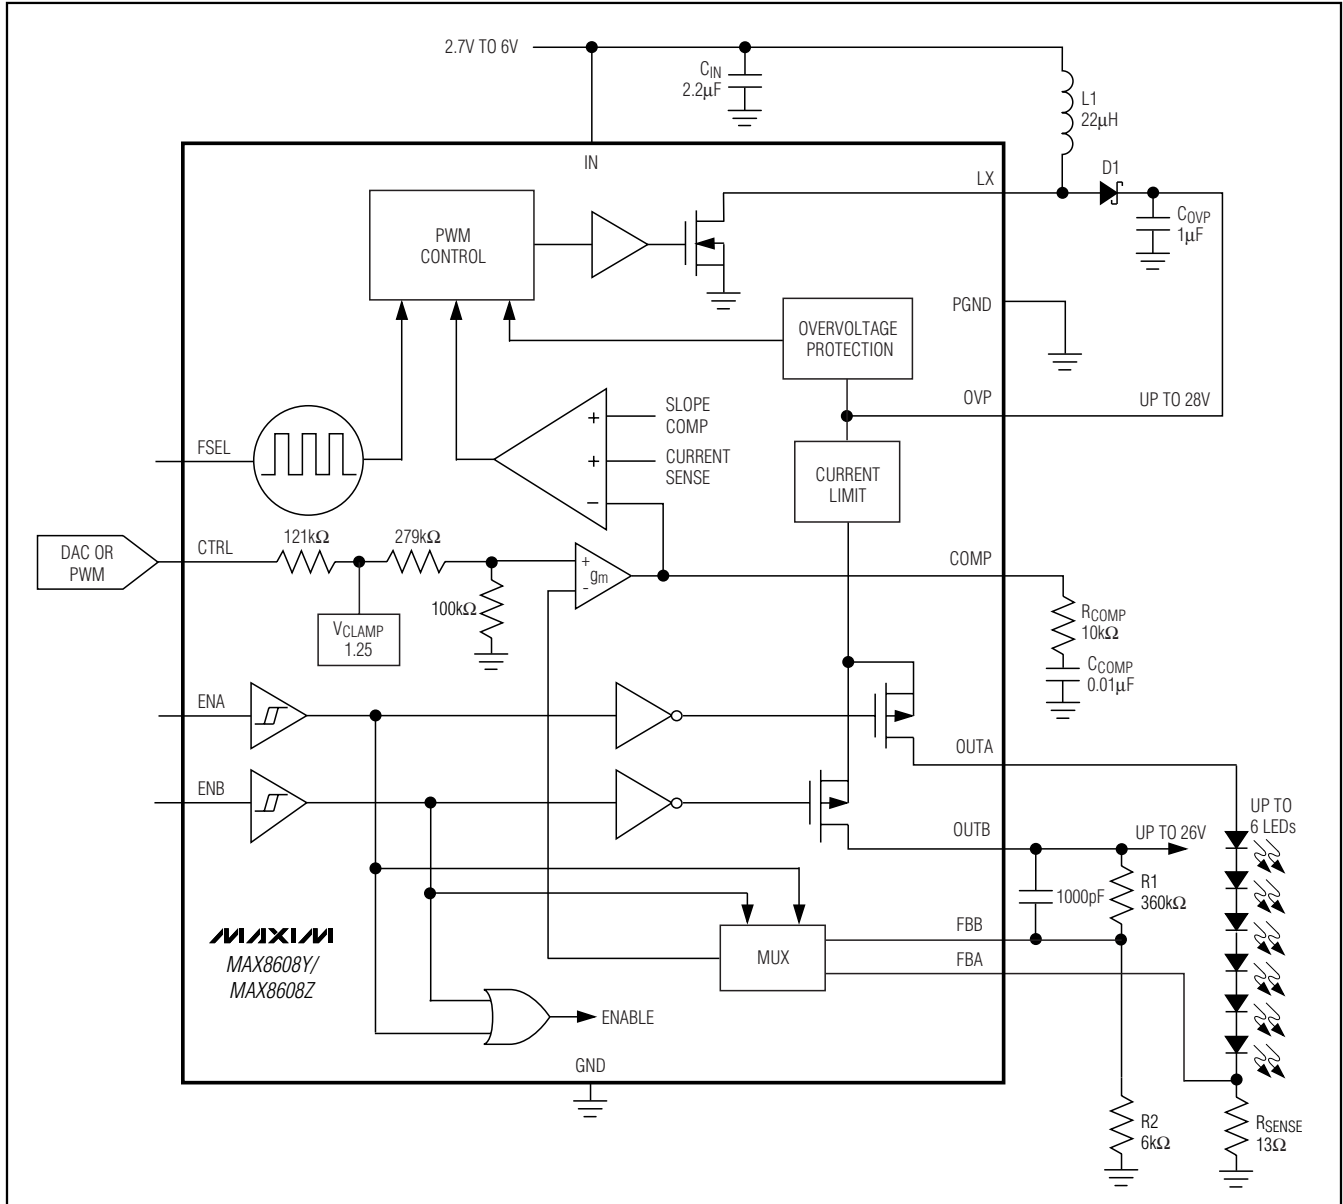 2.7V TO 6V
CIN
2.2µF
L1
22µH
IN
LX
D1
COVP
1µF
PWM
CONTROL
PGND
OVERVOLTAGE
PROTECTION
OVP
UP TO 28V
SLOPE
COMP
+
FSEL
CURRENT
SENSE
+
CURRENT
LIMIT
−
DAC OR
PWM
CTRL
121kΩ
279kΩ
+
gm
-
COMP
100kΩ
VCLAMP
1.25
RCOMP
10kΩ
CCOMP
0.01µF
ENA
OUTA
ENB
UP TO
6 LEDs
OUTB
UP TO 26V
1000pF
R1
360kΩ
MAXIM
MAX8608Y/
MAX8608Z
MUX
FBB
FBA
ENABLE
GND
R2
6kΩ
RSENSE
13Ω